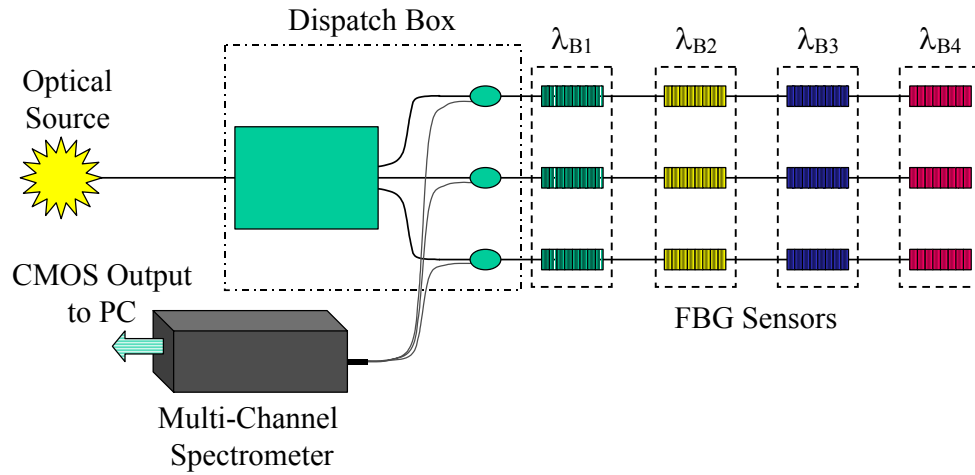 Dispatch Box
λB1
λB2
λB3
λB4
Optical
Source
CMOS Output
to PC
FBG Sensors
Multi-Channel
Spectrometer